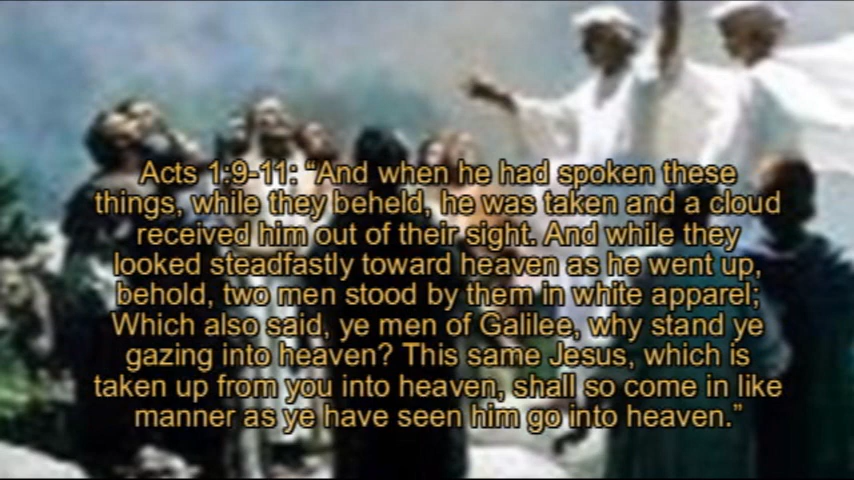 Acts 1:9-11: “And when he had spoken these
things, while they beheld, he was taken and a cloud
received him out of their sight. And while they
looked steadfastly toward heaven as he went up,
behold, two men stood by them in white apparel;
Which also said, ye men of Galilee, why stand ye
gazing into heaven? This same Jesus, which is
taken up from you into heaven, shall so come in like
manner as ye have seen him go into heaven.”